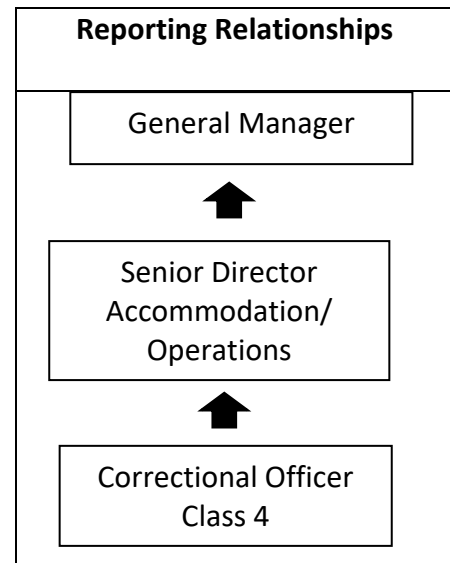 Reporting Relationships
General Manager
Senior Director
Accommodation/
Operations
Correctional Officer
Class 4